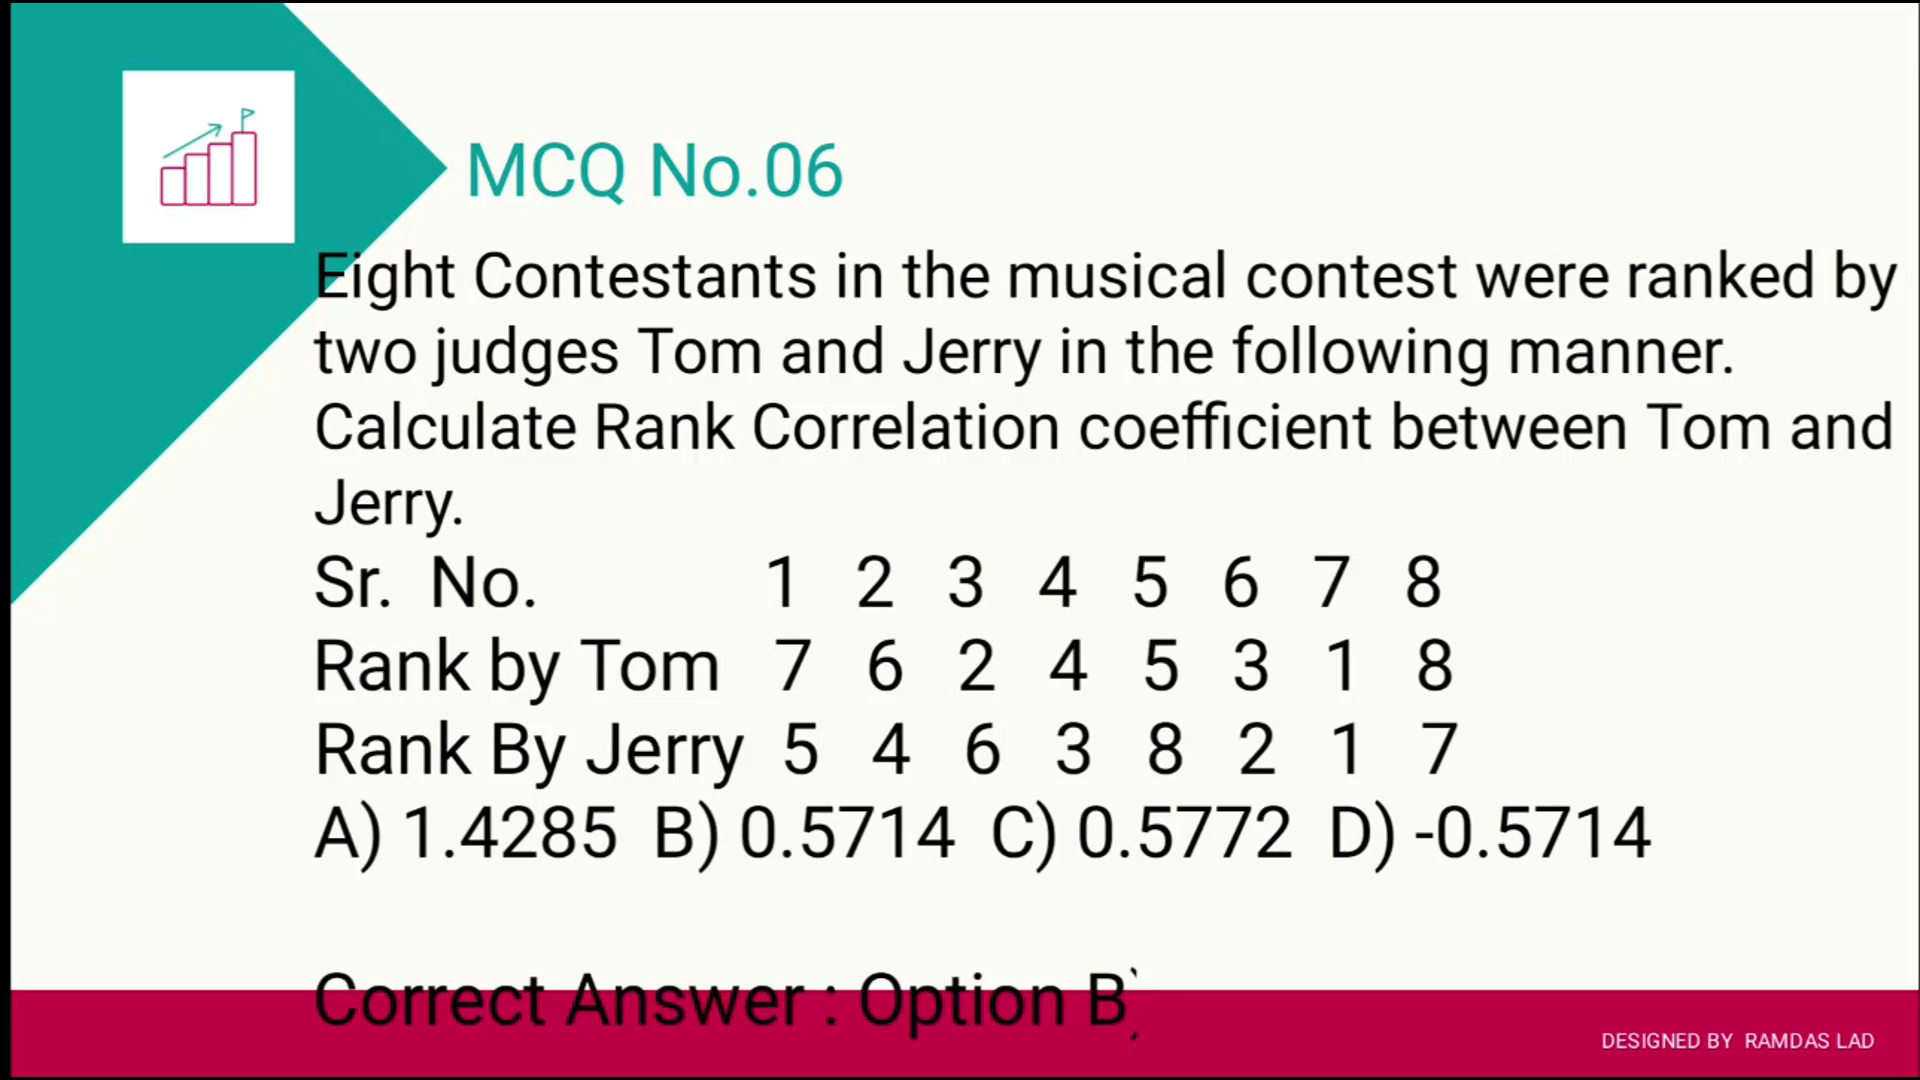 MCQ No.06
Eight Contestants in the musical contest were ranked by
two judges Tom and Jerry in the following manner.
Calculate Rank Correlation coefficient between Tom and
Jerry.
Sr. No. 1 2 3 4 5 6 7 8
Rank by Tom 7 6 2 4 5 3 1 8
Rank By Jerry 5 4 6 3 8 2 1 7
A) 1.4285 B) 0.5714 C) 0.5772 D) -0.5714
Correct Answer : Option B)
DESIGNED BY RAMDAS LAD